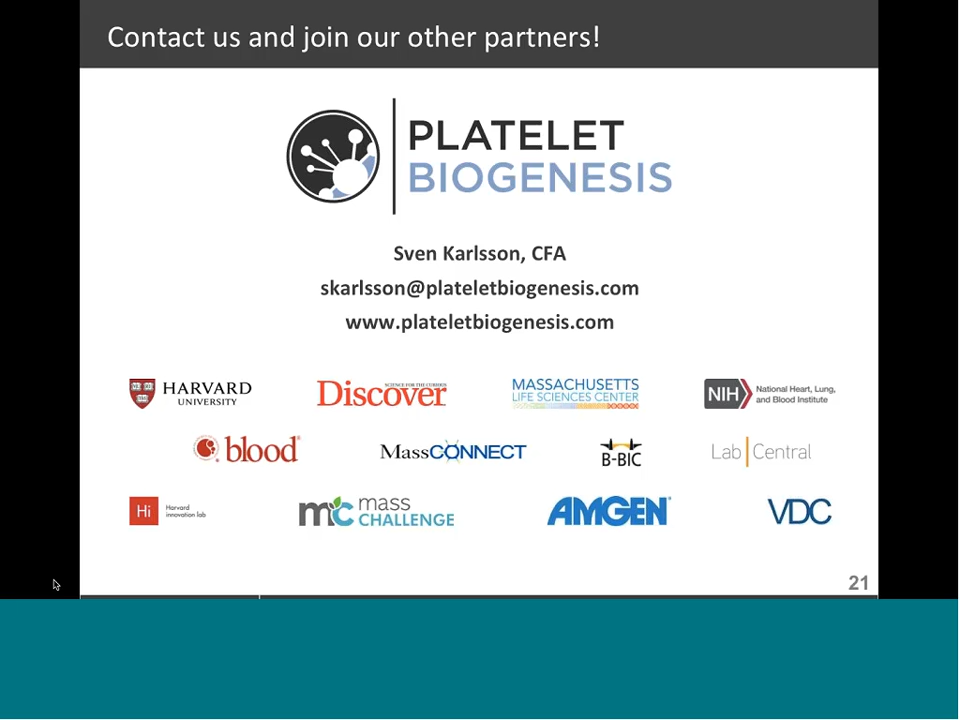 Contact us and join our other partners!
PLATELET
BIOGENESIS
Sven Karlsson, CFA
skarlsson@plateletbiogenesis.com
www.plateletbiogenesis.com
HARVARD
UNIVERSITY
SCIENCE FOR THE CURIOUS
Discover
MASSACHUSETTS
LIFE SCIENCES CENTER
NIH
National Heart, Lung,
and Blood Institute
blood®
MASSCONNECT
B-BIC
Lab Central
Hi
Harvard
innovation lab
mc
mass
CHALLENGE
AMGEN®
VDC
21